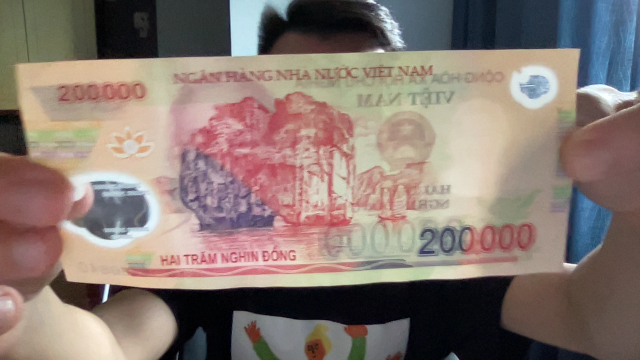 NGÂN HÀNG NHÀ NƯỚC VIỆT NAM
200000
VIỆT NAM
200000
HAI TRĂM NGHÌN ĐỒNG